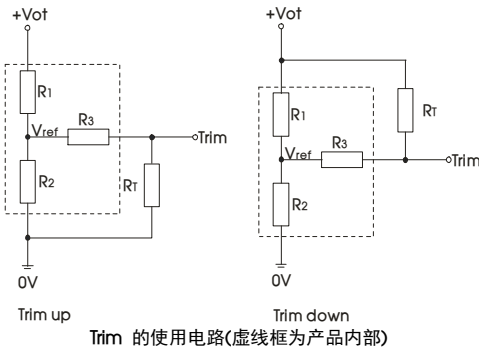 +Vot
R1
Vref
R3
Trim
R2
RT
0V
Trim up
+Vot
R1
RT
Vref
R3
Trim
R2
0V
Trim down
Trim 的使用电路(虚线框为产品内部)